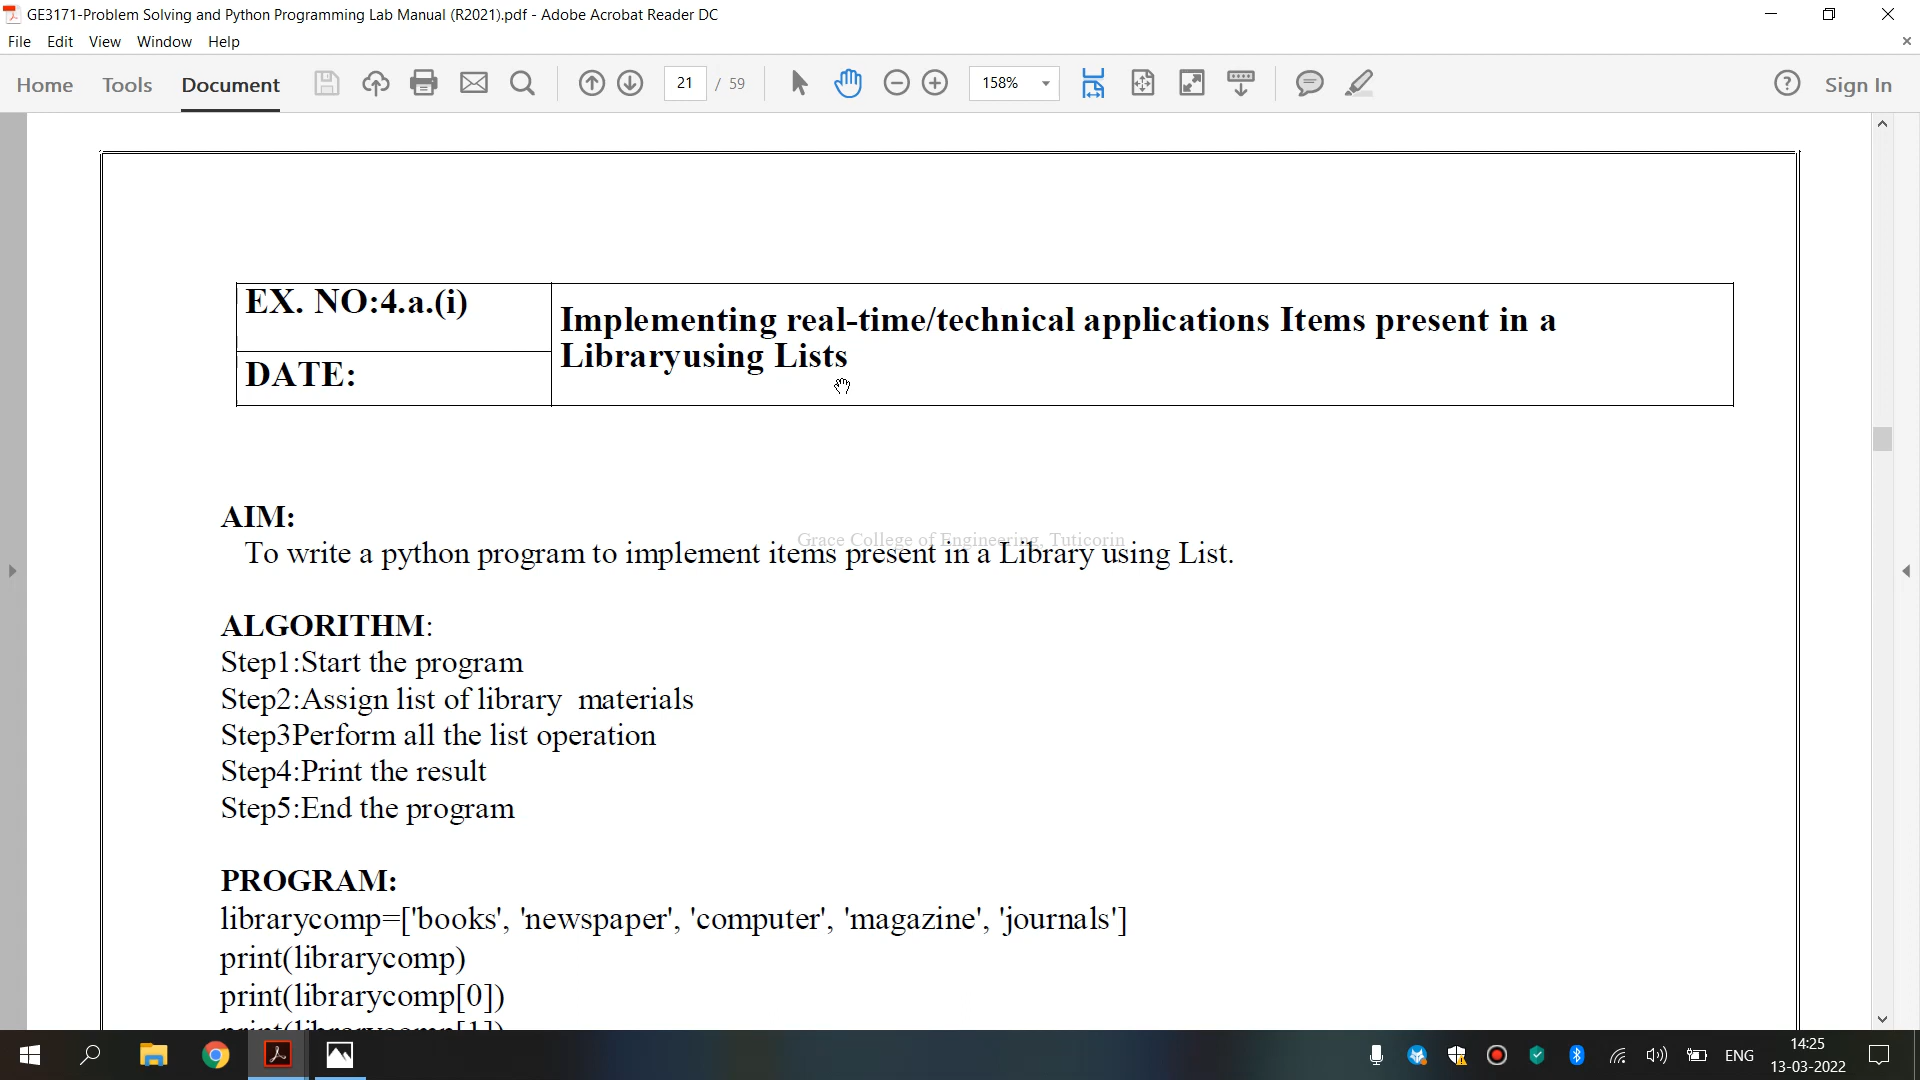 GE3171-Problem Solving and Python Programming Lab Manual (R2021).pdf - Adobe Acrobat Reader DC
File Edit View Window Help
Home Tools Document 21 / 59 158% Sign In
EX. NO:4.a.(i)
Implementing real-time/technical applications Items present in a
Libraryusing Lists
DATE:
AIM:
Grace College of Engineering, Tuticorin
To write a python program to implement items present in a Library using List.
ALGORITHM:
Step1:Start the program
Step2:Assign list of library materials
Step3Perform all the list operation
Step4:Print the result
Step5:End the program
PROGRAM:
librarycomp=['books', 'newspaper', 'computer', 'magazine', 'journals']
print(librarycomp)
print(librarycomp[0])
print(librarycomp[1])
ENG
14:25
13-03-2022